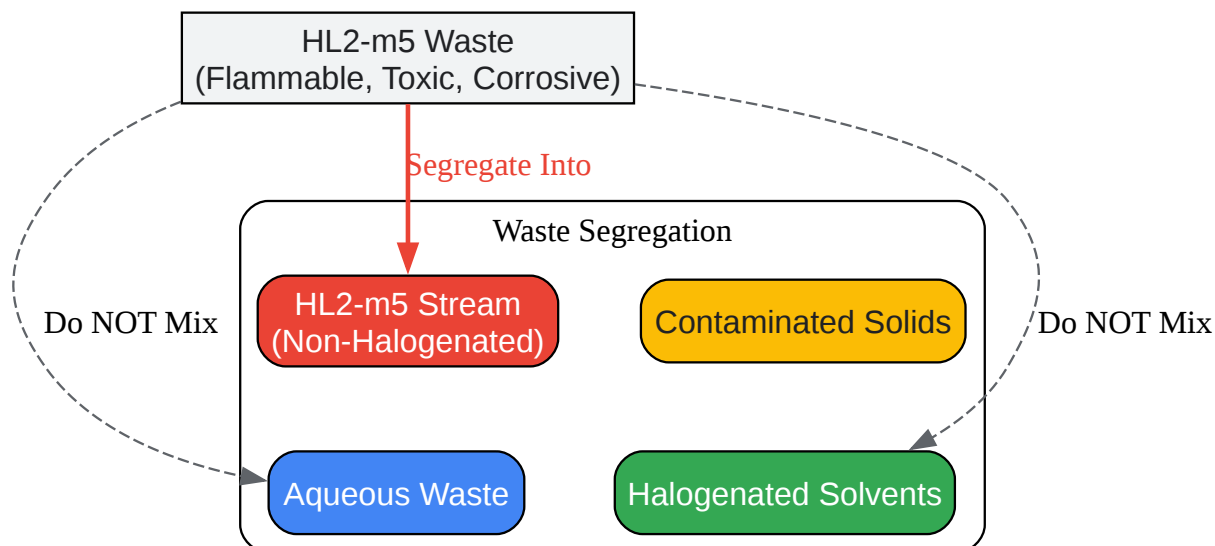 HL2-m5 Waste
(Flammable, Toxic, Corrosive)
Segregate Into
Waste Segregation
HL2-m5 Stream
(Non-Halogenated)
Contaminated Solids
Do NOT Mix
Do NOT Mix
Aqueous Waste
Halogenated Solvents